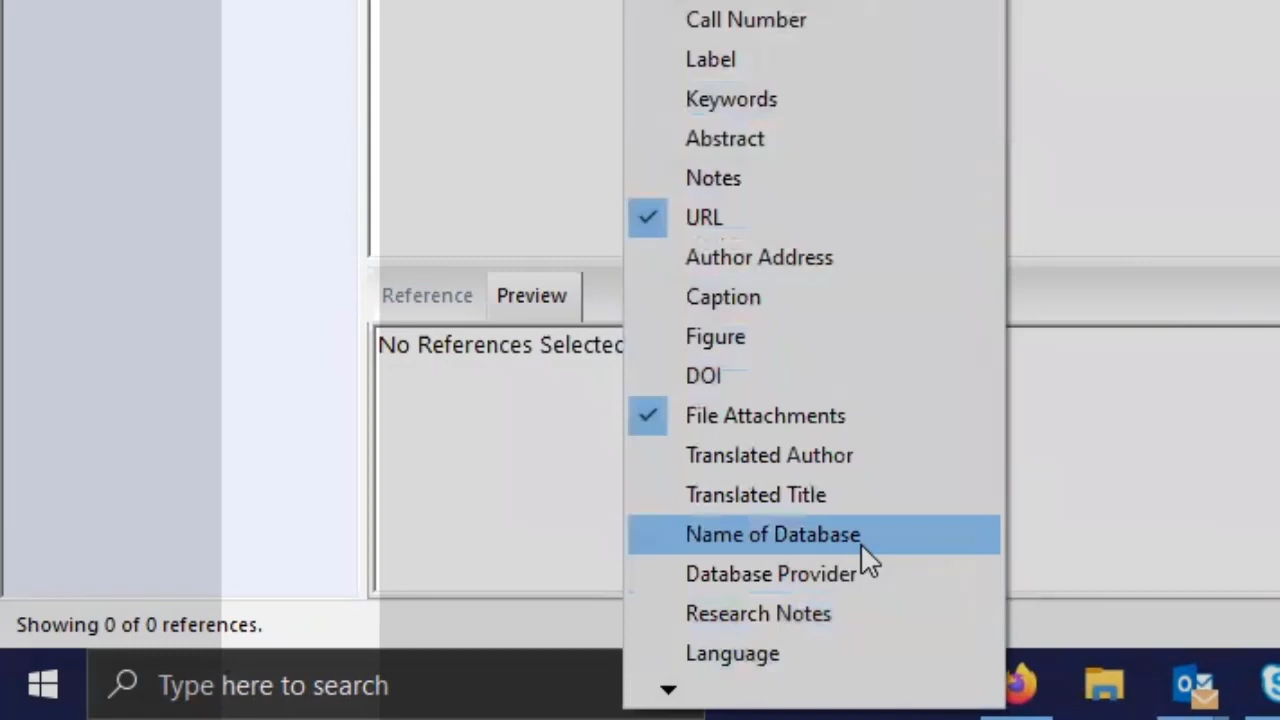 Call Number
Label
Keywords
Abstract
Notes
URL
Author Address
Caption
Figure
DOI
File Attachments
Translated Author
Translated Title
Name of Database
Database Provider
Research Notes
Language
Reference Preview
No References Selected
Showing 0 of 0 references.
Type here to search